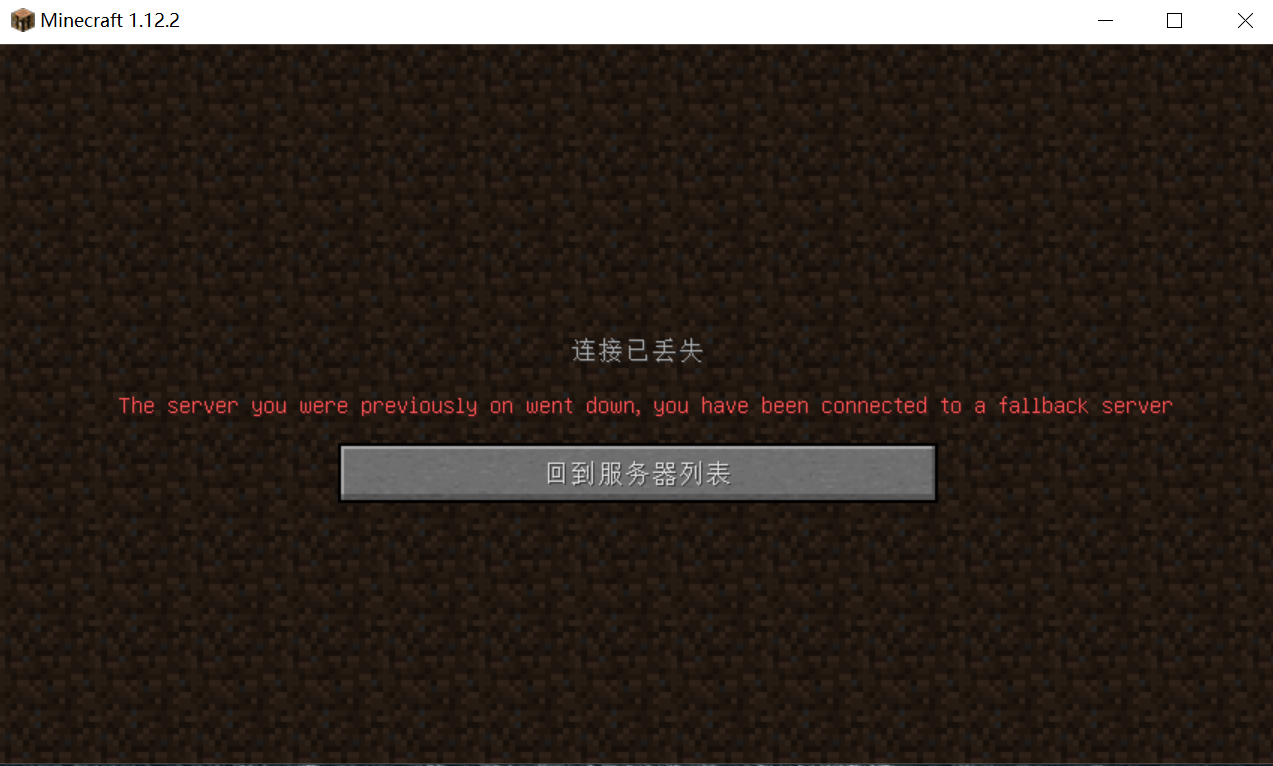 Minecraft 1.12.2
连接已丢失
The server you were previously on went down, you have been connected to a fallback server
回到服务器列表